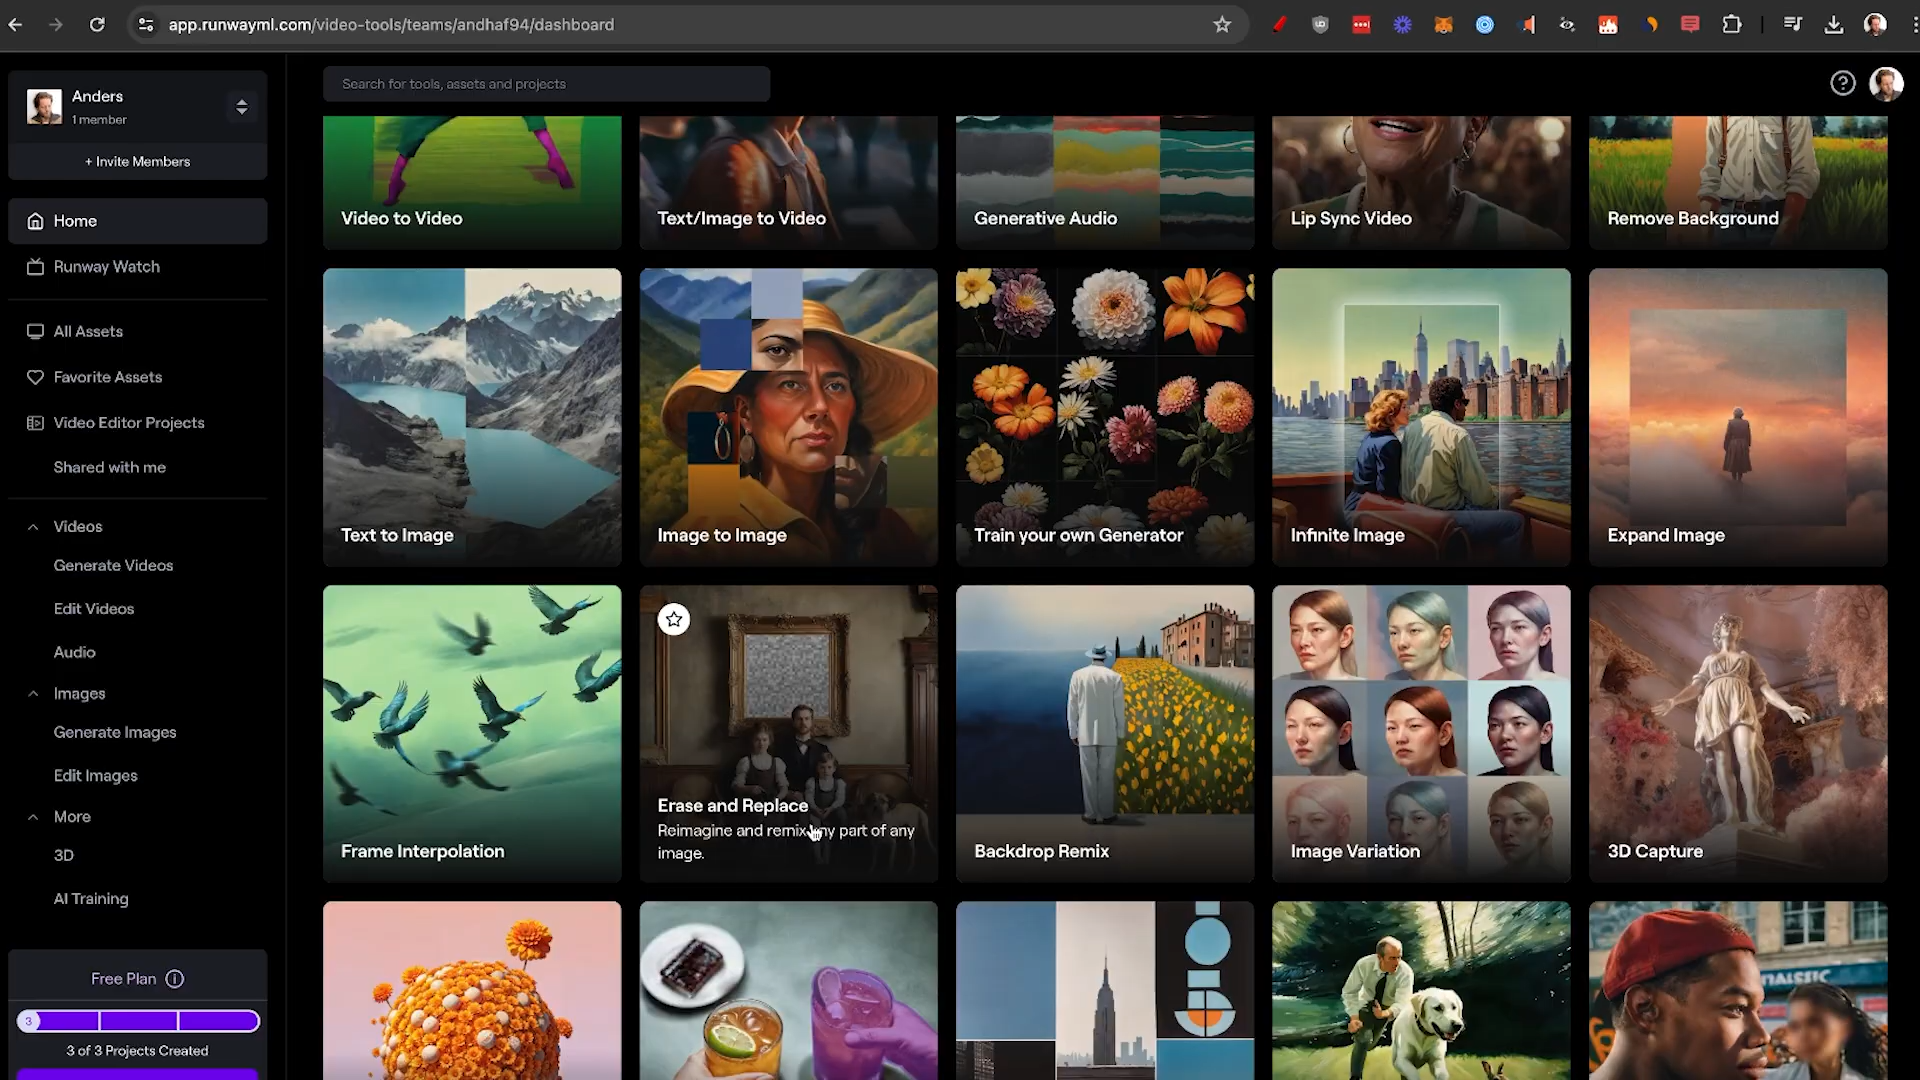 app.runwayml.com/video-tools/teams/andhaf94/dashboard
Anders
1 member
+ Invite Members
Home
Runway Watch
All Assets
Favorite Assets
Video Editor Projects
Shared with me
Videos
Generate Videos
Edit Videos
Audio
Images
Generate Images
Edit Images
More
3D
AI Training
Free Plan
3
3 of 3 Projects Created
Search for tools, assets and projects
Video to Video
Text/Image to Video
Generative Audio
Lip Sync Video
Remove Background
Text to Image
Image to Image
Train your own Generator
Infinite Image
Expand Image
Frame Interpolation
Erase and Replace
Reimagine and remix any part of any
image.
Backdrop Remix
Image Variation
3D Capture